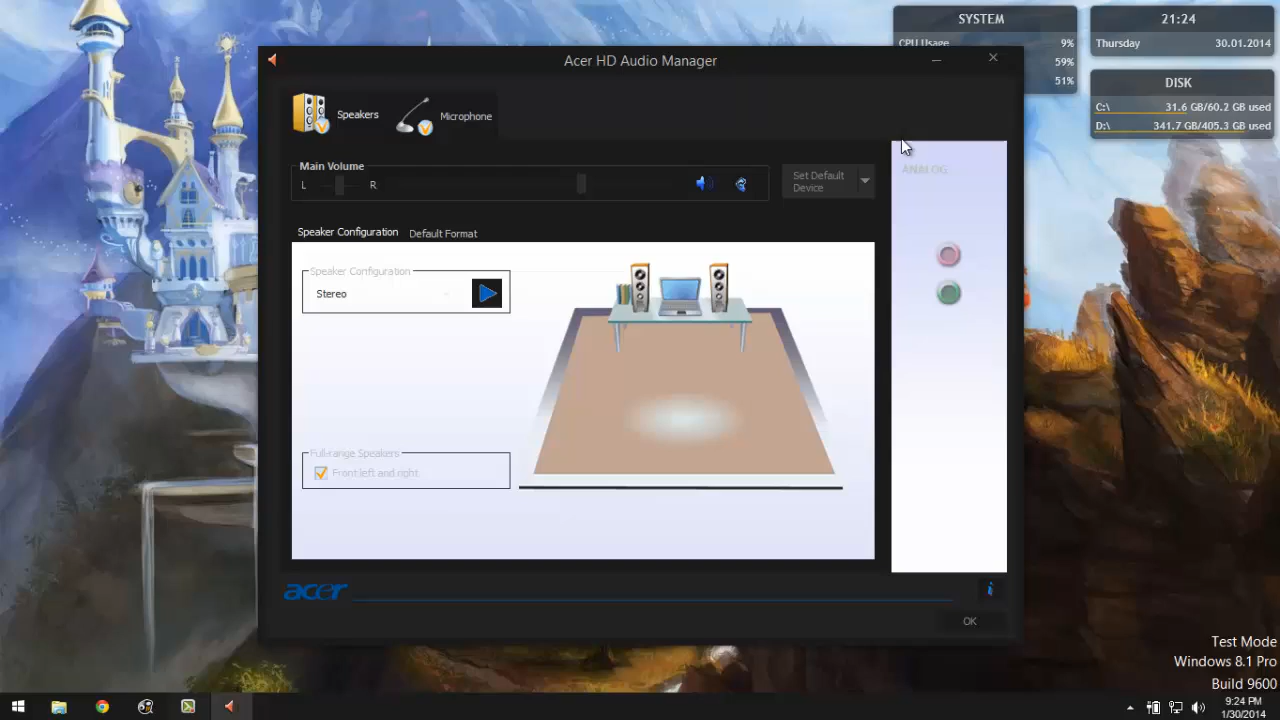 SYSTEM
CPU Usage 9%
59%
51%
21:24
Thursday 30.01.2014
DISK
C:\ 31.6 GB/60.2 GB used
D:\ 341.7 GB/405.3 GB used
Acer HD Audio Manager
Speakers
Microphone
Main Volume
L R
Set Default
Device
ANALOG
Speaker Configuration
Default Format
Speaker Configuration
Stereo
Full-range Speakers
Front left and right
acer
i
OK
Test Mode
Windows 8.1 Pro
Build 9600
9:24 PM
1/30/2014